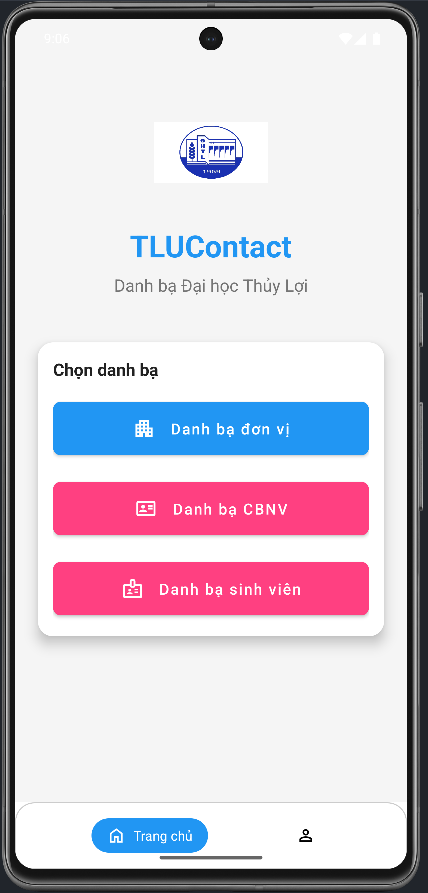 9:06
TLUContact
Danh bạ Đại học Thủy Lợi
Chọn danh bạ
Danh bạ đơn vị
Danh bạ CBNV
Danh bạ sinh viên
Trang chủ